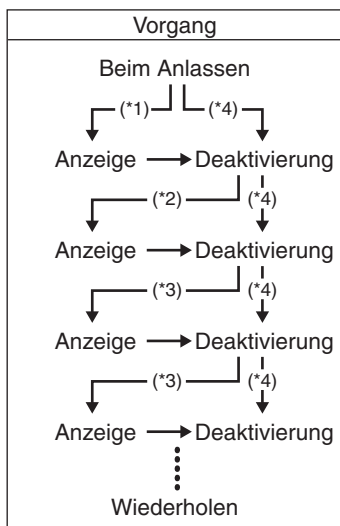 Vorgang
Beim Anlassen
(*1) (*4)
Anzeige Deaktivierung
(*2) (*4)
Anzeige Deaktivierung
(*3) (*4)
Anzeige Deaktivierung
(*3) (*4)
Anzeige Deaktivierung
Wiederholen